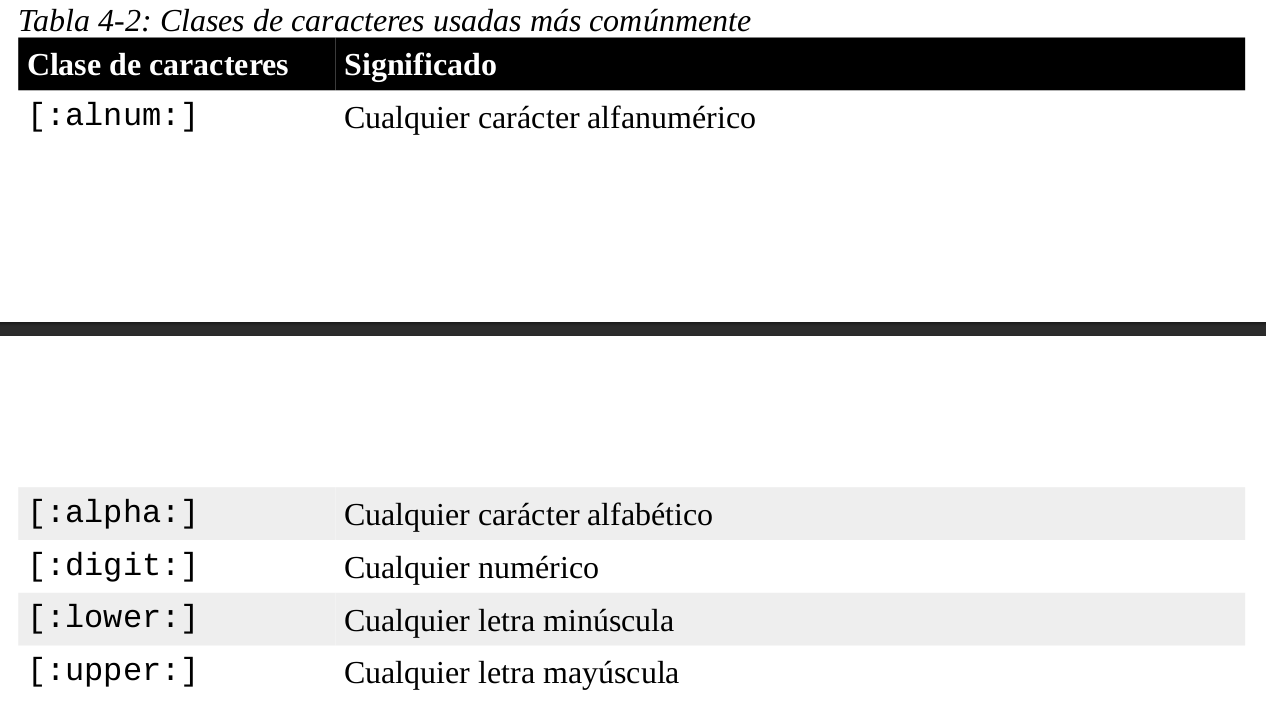 Tabla 4-2: Clases de caracteres usadas más comúnmente
Clase de caracteres Significado
[:alnum:] Cualquier carácter alfanumérico
[:alpha:] Cualquier carácter alfabético
[:digit:] Cualquier numérico
[:lower:] Cualquier letra minúscula
[:upper:] Cualquier letra mayúscula